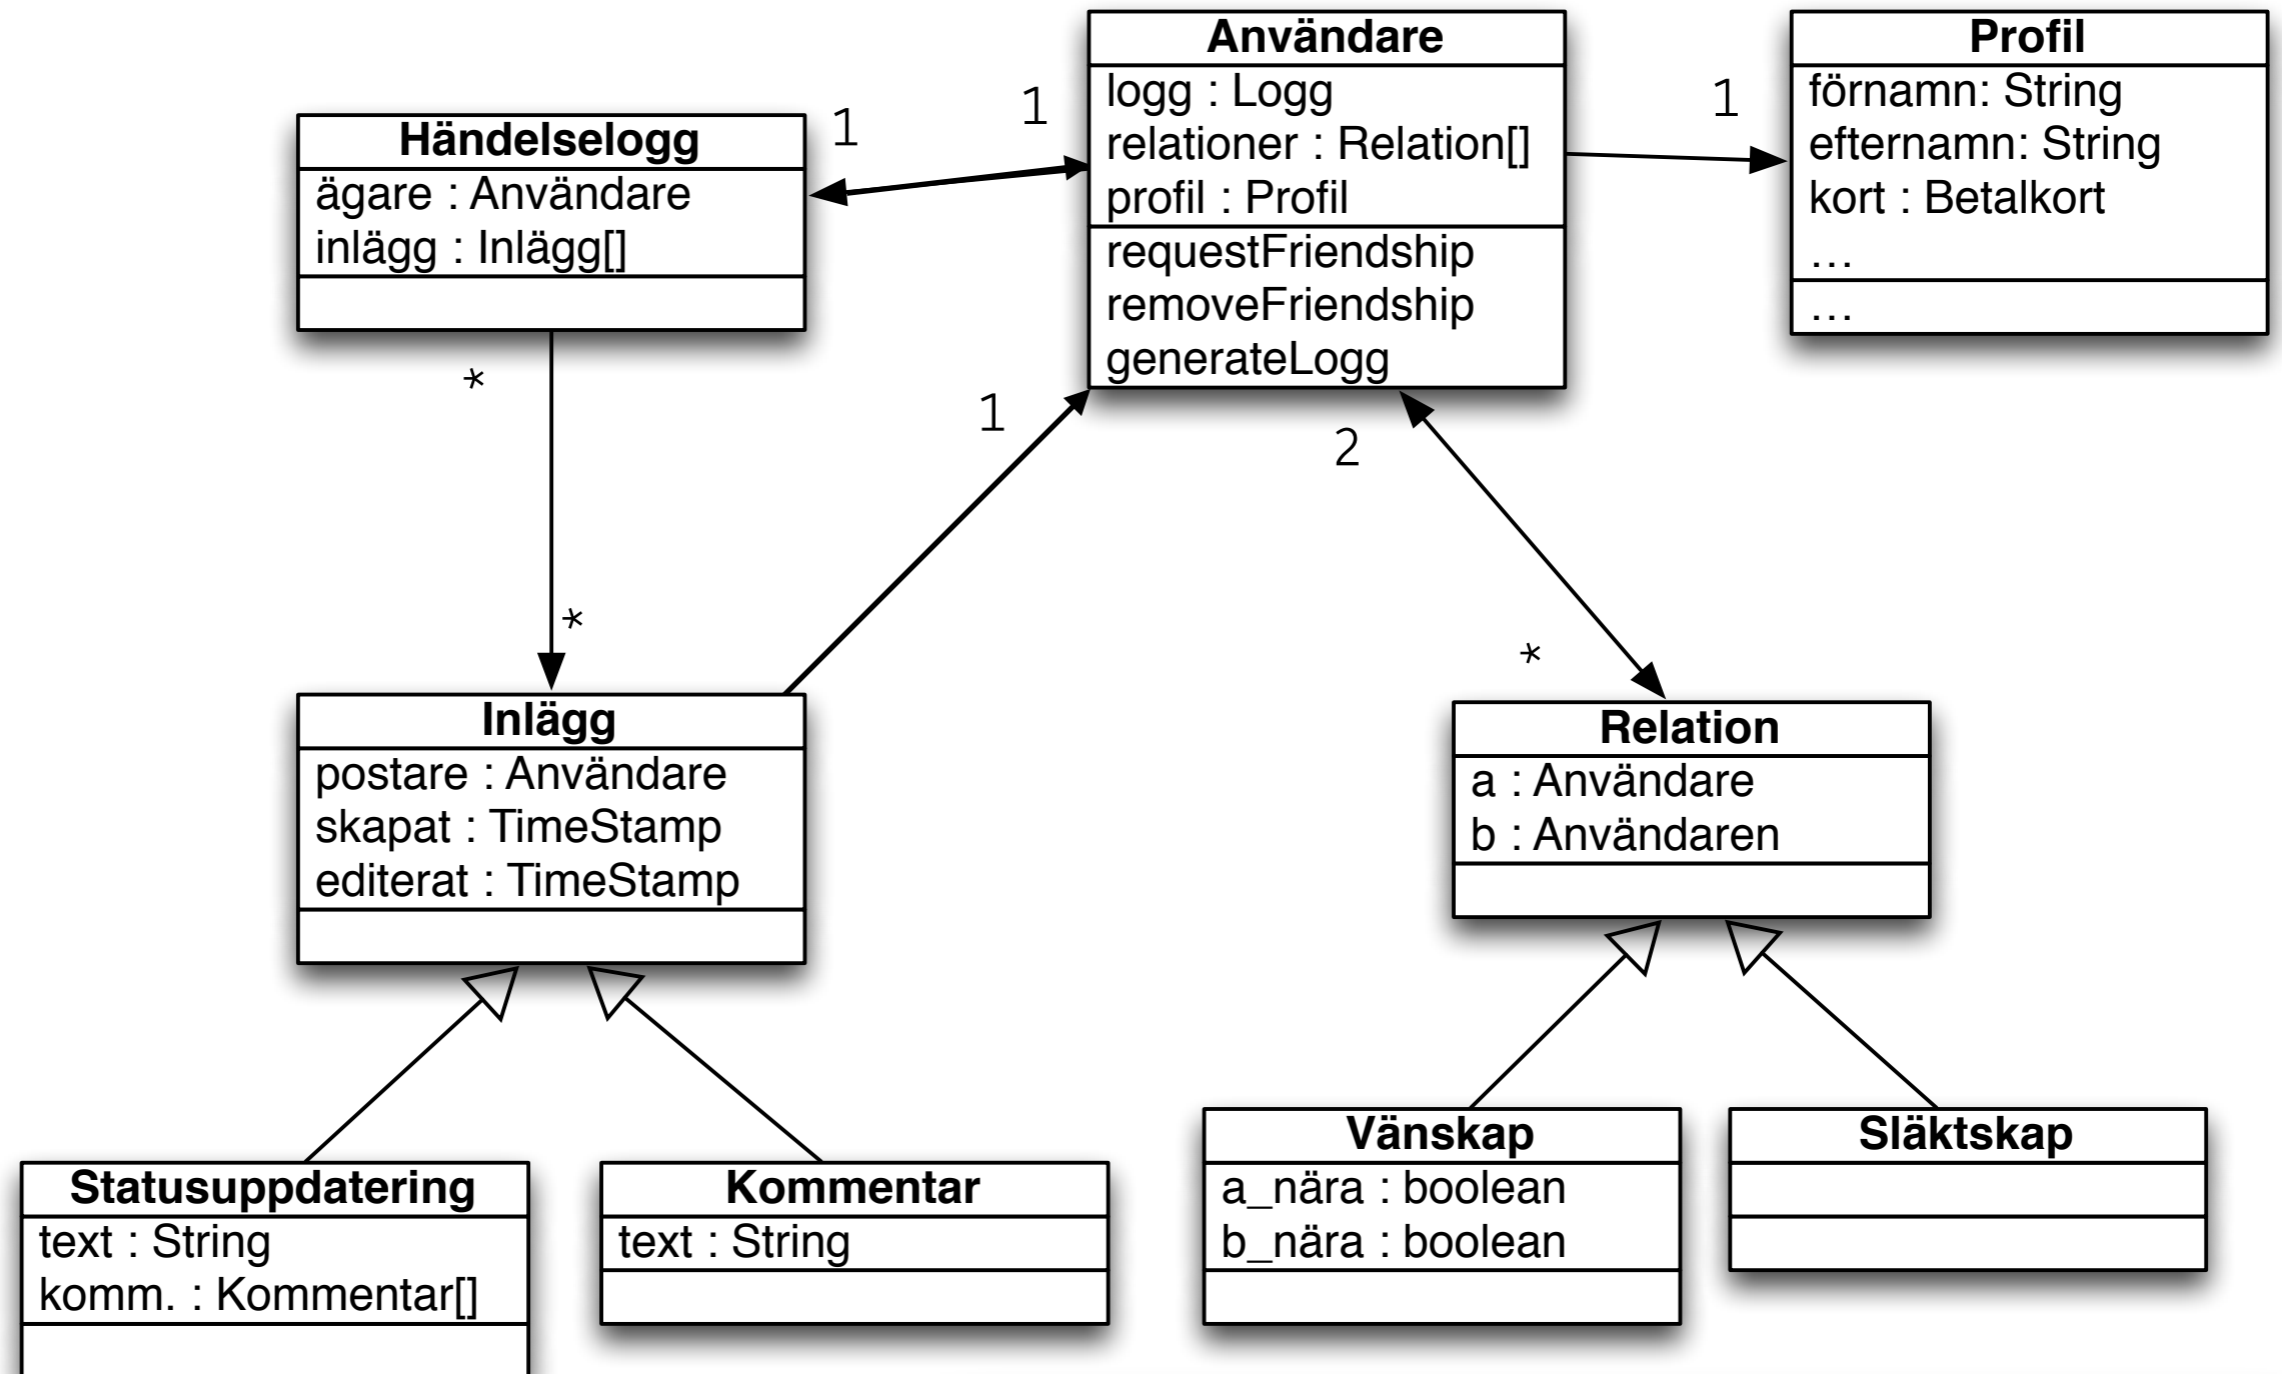 Användare
logg : Logg
relationer : Relation[]
profil : Profil
requestFriendship
removeFriendship
generateLogg
Profil
förnamn: String
efternamn: String
kort : Betalkort
...
...
Händelselogg
ägare : Användare
inlägg : Inlägg[]
1
1
1
*
*
1
2
*
Inlägg
postare : Användare
skapat : TimeStamp
editerat : TimeStamp
Relation
a : Användare
b : Användaren
Statusuppdatering
text : String
komm. : Kommentar[]
Kommentar
text : String
Vänskap
a_nära : boolean
b_nära : boolean
Släktskap